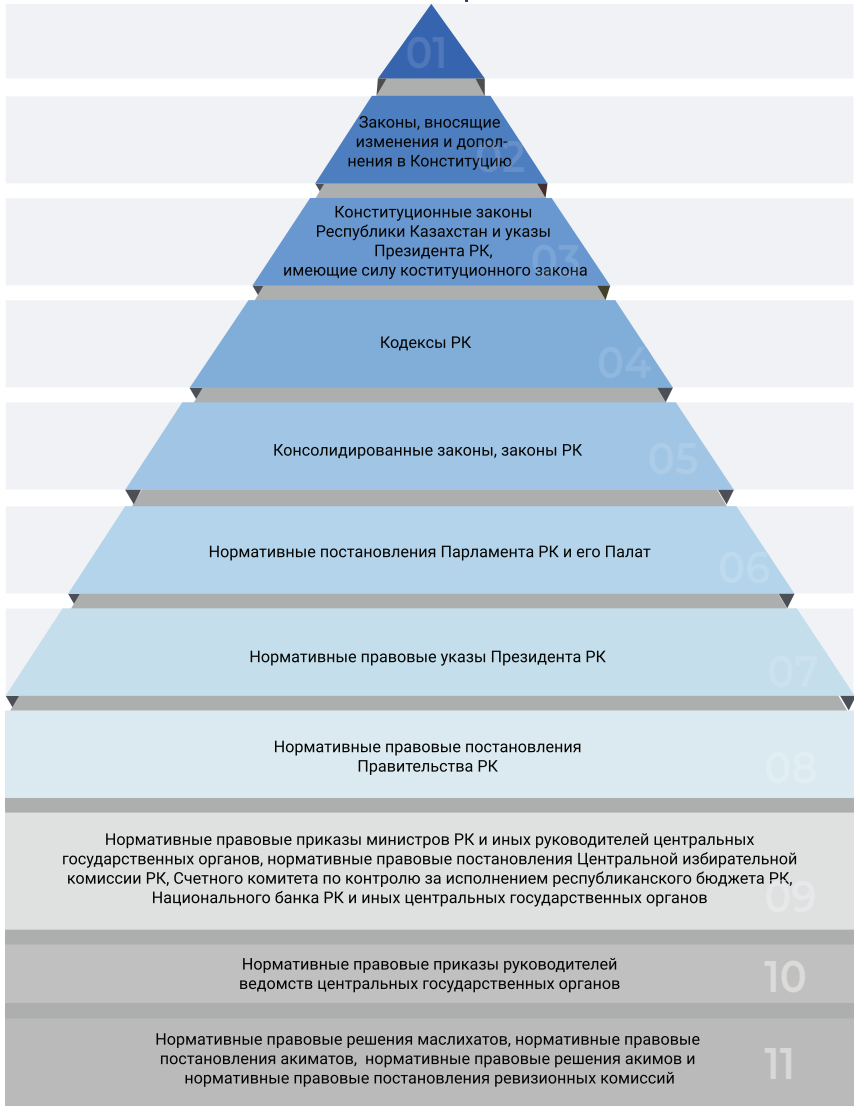 01
Законы, вносящие
изменения и допол-
нения в Конституцию
02
Конституционные законы
Республики Казахстан и указы
Президента РК,
имеющие силу коституционного закона
03
Кодексы РК
04
Консолидированные законы, законы РК
05
Нормативные постановления Парламента РК и его Палат
06
Нормативные правовые указы Президента РК
07
Нормативные правовые постановления
Правительства РК
08
Нормативные правовые приказы министров РК и иных руководителей центральных
государственных органов, нормативные правовые постановления Центральной избирательной
комиссии РК, Счетного комитета по контролю за исполнением республиканского бюджета РК,
Национального банка РК и иных центральных государственных органов
09
Нормативные правовые приказы руководителей
ведомств центральных государственных органов
10
Нормативные правовые решения маслихатов, нормативные правовые
постановления акиматов, нормативные правовые решения акимов и
нормативные правовые постановления ревизионных комиссий
11